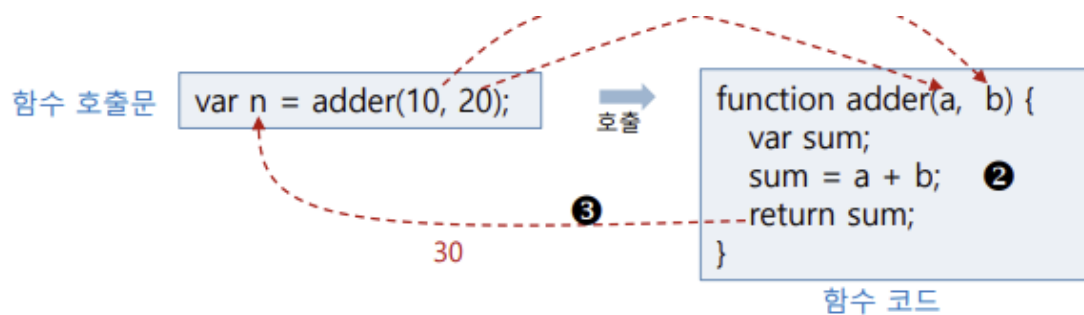 함수 호출문
var n = adder(10, 20);
호출
function adder(a, b) {
var sum;
sum = a + b; ❷
return sum;
}
❸
30
함수 코드